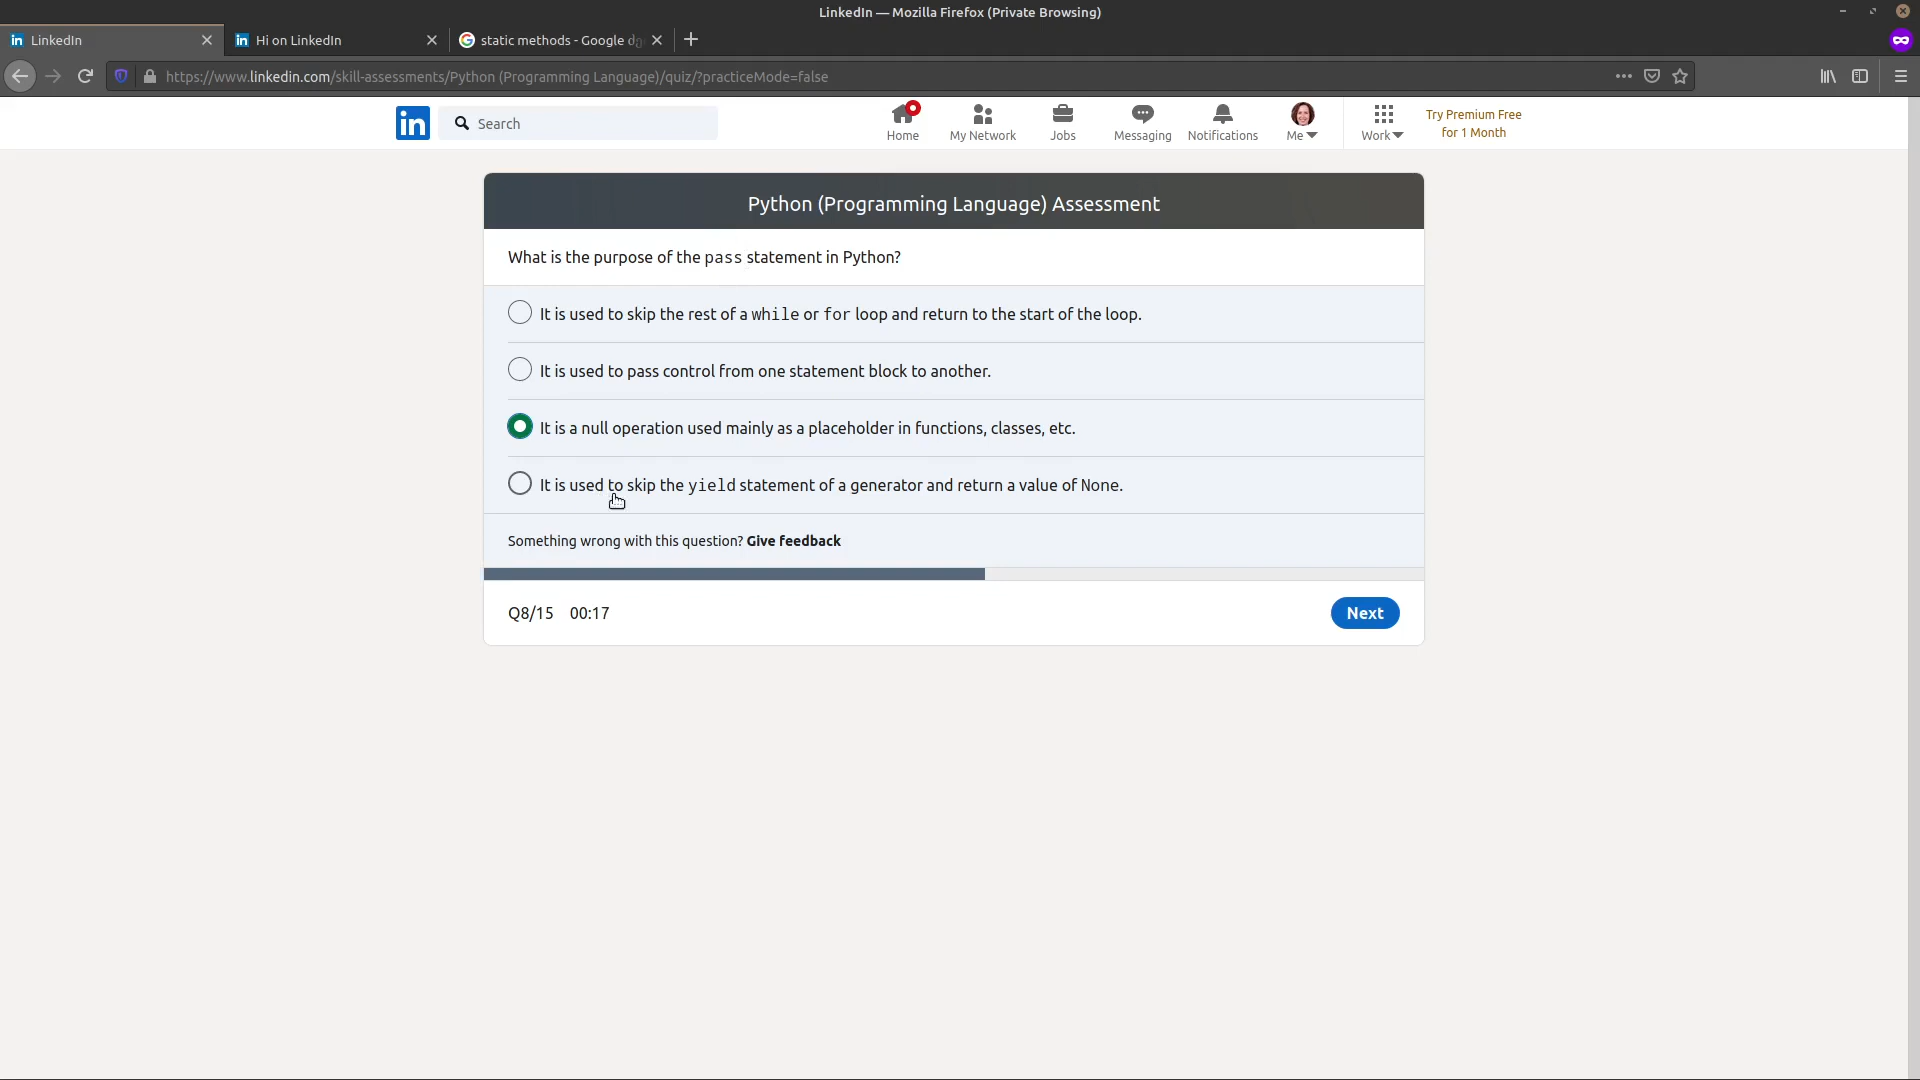 LinkedIn — Mozilla Firefox (Private Browsing)
LinkedIn
Hi on LinkedIn
static methods - Google
https://www.linkedin.com/skill-assessments/Python (Programming Language)/quiz/?practiceMode=false
in
Search
Home
My Network
Jobs
Messaging
Notifications
Me
Work
Try Premium Free
for 1 Month
Python (Programming Language) Assessment
What is the purpose of the pass statement in Python?
It is used to skip the rest of a while or for loop and return to the start of the loop.
It is used to pass control from one statement block to another.
It is a null operation used mainly as a placeholder in functions, classes, etc.
It is used to skip the yield statement of a generator and return a value of None.
Something wrong with this question? Give feedback
Q8/15 00:17
Next